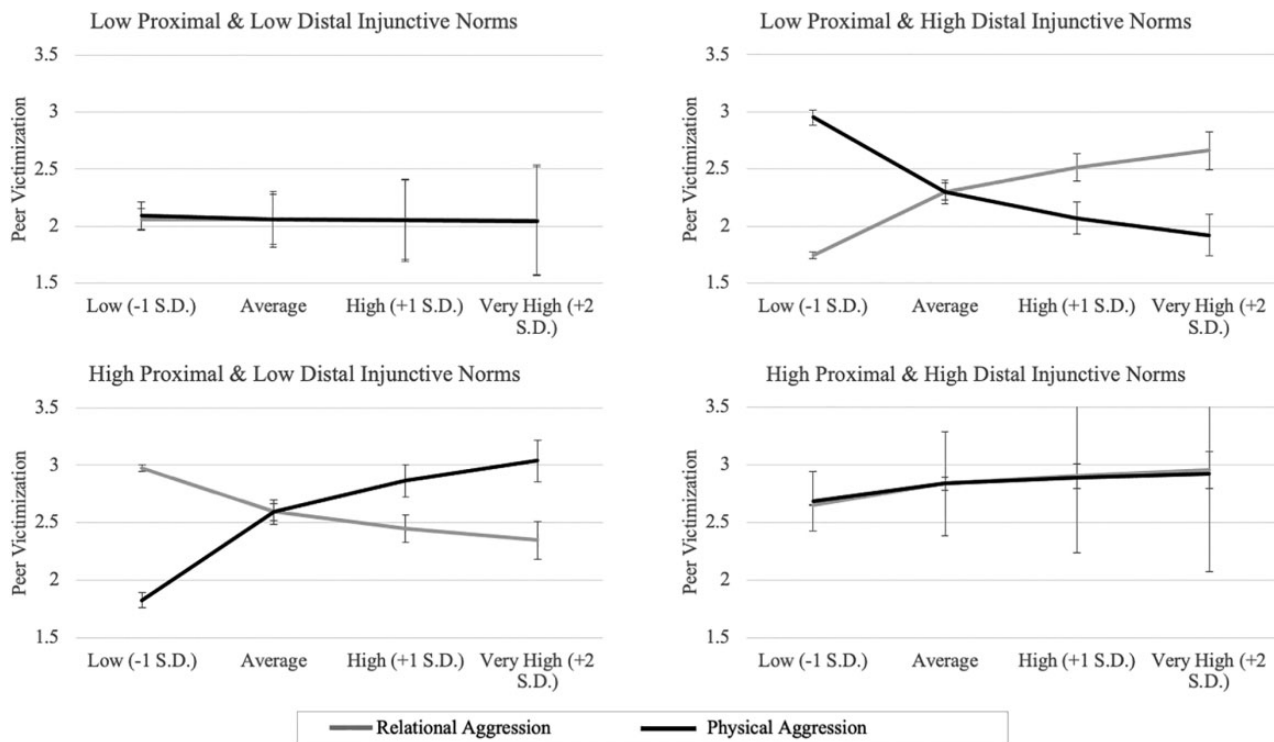 Low Proximal & Low Distal Injunctive Norms
3.5
3
2.5
2
1.5
Peer Victimization
Low (-1 S.D.)
Average
High (+1 S.D.)
Very High (+2
S.D.)
Low Proximal & High Distal Injunctive Norms
3.5
3
2.5
2
1.5
Peer Victimization
Low (-1 S.D.)
Average
High (+1 S.D.)
Very High (+2
S.D.)
High Proximal & Low Distal Injunctive Norms
3.5
3
2.5
2
1.5
Peer Victimization
Low (-1 S.D.)
Average
High (+1 S.D.)
Very High (+2
S.D.)
High Proximal & High Distal Injunctive Norms
3.5
3
2.5
2
1.5
Peer Victimization
Low (-1 S.D.)
Average
High (+1 S.D.)
Very High (+2
S.D.)
Relational Aggression
Physical Aggression